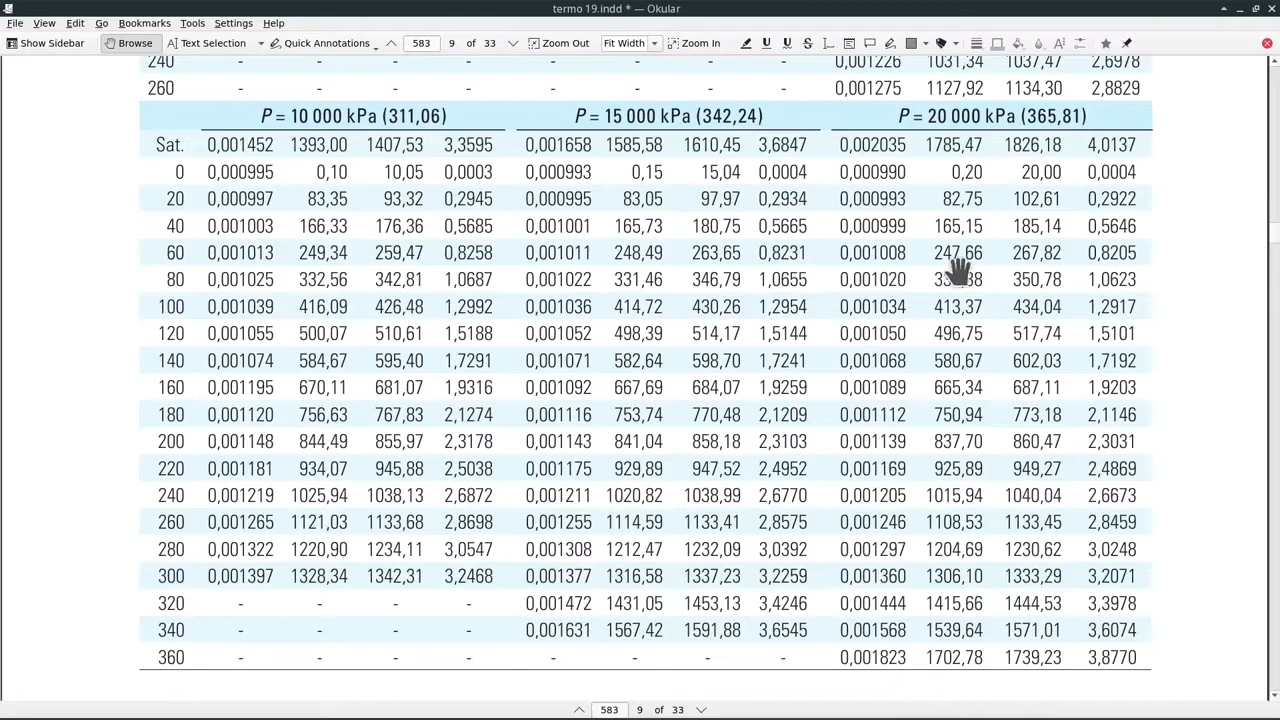 termo 19.indd * — Okular
File View Edit Go Bookmarks Tools Settings Help
Show Sidebar Browse Text Selection Quick Annotations 583 9 of 33 Zoom Out Fit Width Zoom In
240 - - - - - - - - 0,001226 1031,34 1037,47 2,6978
260 - - - - - - - - 0,001275 1127,92 1134,30 2,8829
P = 10 000 kPa (311,06) P = 15 000 kPa (342,24) P = 20 000 kPa (365,81)
Sat. 0,001452 1393,00 1407,53 3,3595 0,001658 1585,58 1610,45 3,6847 0,002035 1785,47 1826,18 4,0137
0 0,000995 0,10 10,05 0,0003 0,000993 0,15 15,04 0,0004 0,000990 0,20 20,00 0,0004
20 0,000997 83,35 93,32 0,2945 0,000995 83,05 97,97 0,2934 0,000993 82,75 102,61 0,2922
40 0,001003 166,33 176,36 0,5685 0,001001 165,73 180,75 0,5665 0,000999 165,15 185,14 0,5646
60 0,001013 249,34 259,47 0,8258 0,001011 248,49 263,65 0,8231 0,001008 247,66 267,82 0,8205
80 0,001025 332,56 342,81 1,0687 0,001022 331,46 346,79 1,0655 0,001020 350,78 1,0623
100 0,001039 416,09 426,48 1,2992 0,001036 414,72 430,26 1,2954 0,001034 413,37 434,04 1,2917
120 0,001055 500,07 510,61 1,5188 0,001052 498,39 514,17 1,5144 0,001050 496,75 517,74 1,5101
140 0,001074 584,67 595,40 1,7291 0,001071 582,64 598,70 1,7241 0,001068 580,67 602,03 1,7192
160 0,001195 670,11 681,07 1,9316 0,001092 667,69 684,07 1,9259 0,001089 665,34 687,11 1,9203
180 0,001120 756,63 767,83 2,1274 0,001116 753,74 770,48 2,1209 0,001112 750,94 773,18 2,1146
200 0,001148 844,49 855,97 2,3178 0,001143 841,04 858,18 2,3103 0,001139 837,70 860,47 2,3031
220 0,001181 934,07 945,88 2,5038 0,001175 929,89 947,52 2,4952 0,001169 925,89 949,27 2,4869
240 0,001219 1025,94 1038,13 2,6872 0,001211 1020,82 1038,99 2,6770 0,001205 1015,94 1040,04 2,6673
260 0,001265 1121,03 1133,68 2,8698 0,001255 1114,59 1133,41 2,8575 0,001246 1108,53 1133,45 2,8459
280 0,001322 1220,90 1234,11 3,0547 0,001308 1212,47 1232,09 3,0392 0,001297 1204,69 1230,62 3,0248
300 0,001397 1328,34 1342,31 3,2468 0,001377 1316,58 1337,23 3,2259 0,001360 1306,10 1333,29 3,2071
320 - - - - 0,001472 1431,05 1453,13 3,4246 0,001444 1415,66 1444,53 3,3978
340 - - - - 0,001631 1567,42 1591,88 3,6545 0,001568 1539,64 1571,01 3,6074
360 - - - - - - - - 0,001823 1702,78 1739,23 3,8770
583 9 of 33